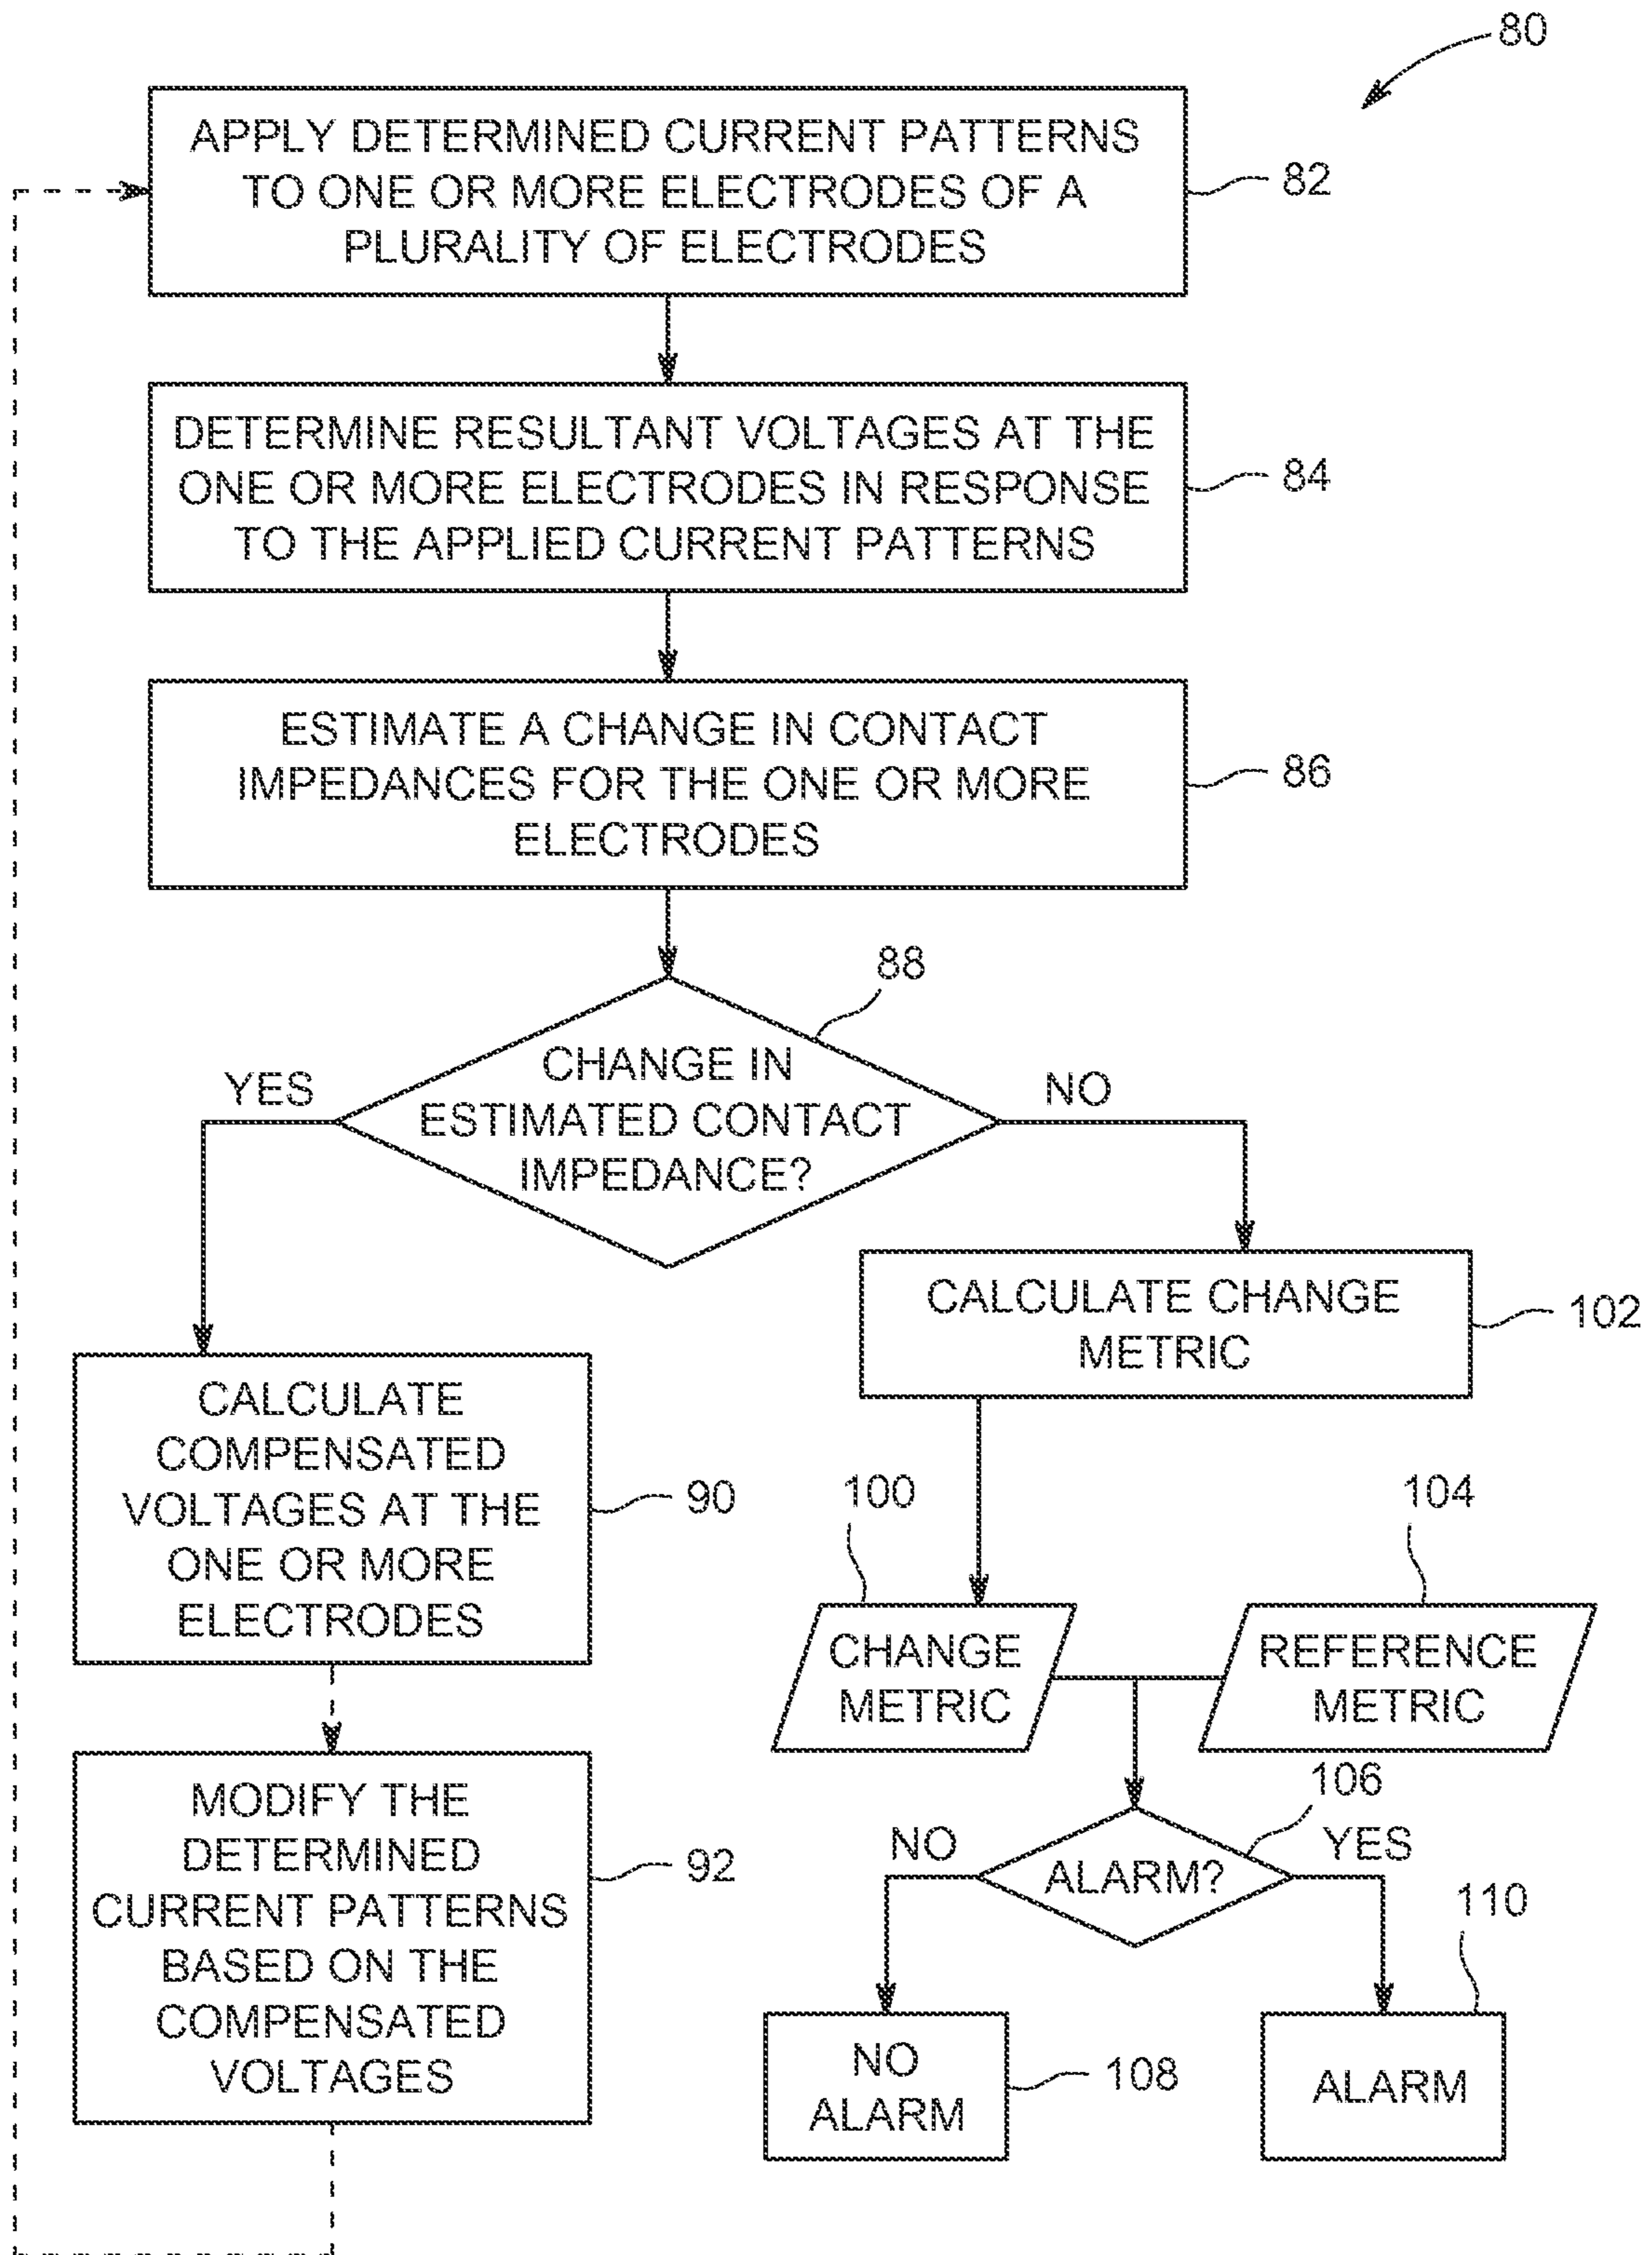 80
APPLY DETERMINED CURRENT PATTERNS
TO ONE OR MORE ELECTRODES OF A
PLURALITY OF ELECTRODES
82
DETERMINE RESULTANT VOLTAGES AT THE
ONE OR MORE ELECTRODES IN RESPONSE
TO THE APPLIED CURRENT PATTERNS
84
ESTIMATE A CHANGE IN CONTACT
IMPEDANCES FOR THE ONE OR MORE
ELECTRODES
86
88
CHANGE IN
ESTIMATED CONTACT
IMPEDANCE?
YES
NO
CALCULATE CHANGE
METRIC
102
CALCULATE
COMPENSATED
VOLTAGES AT THE
ONE OR MORE
ELECTRODES
90
100
104
CHANGE
METRIC
REFERENCE
METRIC
MODIFY THE
DETERMINED
CURRENT PATTERNS
BASED ON THE
COMPENSATED
VOLTAGES
92
106
NO
YES
ALARM?
110
NO
ALARM
108
ALARM